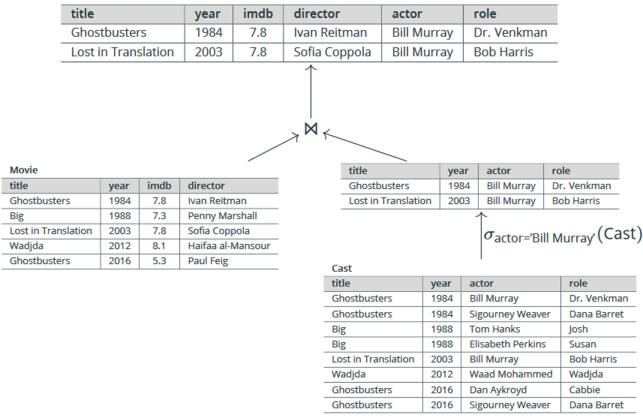 title year imdb director actor role
Ghostbusters 1984 7.8 Ivan Reitman Bill Murray Dr. Venkman
Lost in Translation 2003 7.8 Sofia Coppola Bill Murray Bob Harris
⋈
Movie
title year imdb director
Ghostbusters 1984 7.8 Ivan Reitman
Big 1988 7.3 Penny Marshall
Lost in Translation 2003 7.8 Sofia Coppola
Wadjda 2012 8.1 Haifaa al-Mansour
Ghostbusters 2016 5.3 Paul Feig
title year actor role
Ghostbusters 1984 Bill Murray Dr. Venkman
Lost in Translation 2003 Bill Murray Bob Harris
σactor='Bill Murray'(Cast)
Cast
title year actor role
Ghostbusters 1984 Bill Murray Dr. Venkman
Ghostbusters 1984 Sigourney Weaver Dana Barret
Big 1988 Tom Hanks Josh
Big 1988 Elisabeth Perkins Susan
Lost in Translation 2003 Bill Murray Bob Harris
Wadjda 2012 Waad Mohammed Wadjda
Ghostbusters 2016 Dan Aykroyd Cabbie
Ghostbusters 2016 Sigourney Weaver Dana Barret